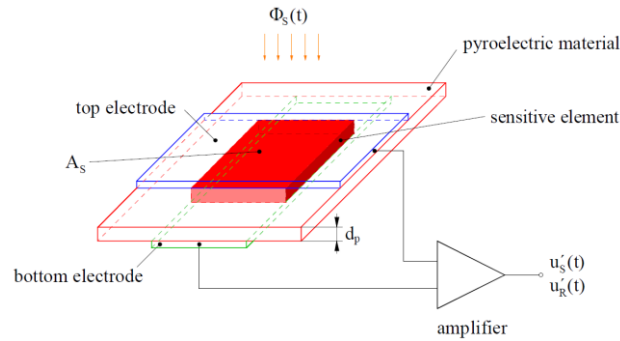 Φ_S(t)
pyroelectric material
top electrode
sensitive element
A_S
d_p
bottom electrode
u′_S(t)
u′_R(t)
amplifier